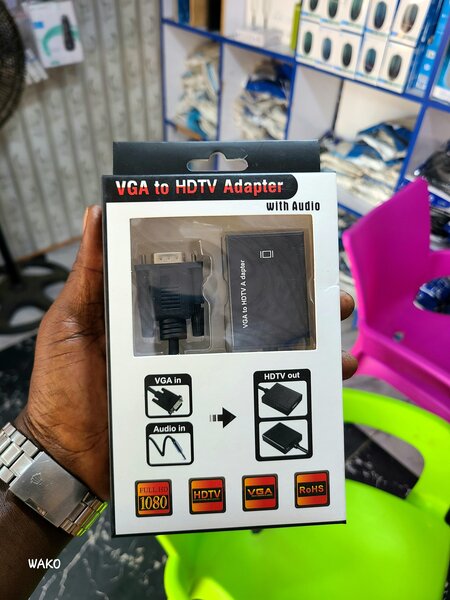 VGA to HDTV Adapter
with Audio
VGA to HDTV A dapter
VGA in
HDTV out
Audio in
FULL HD
1080
HDTV
VGA
RoHS
WAKO